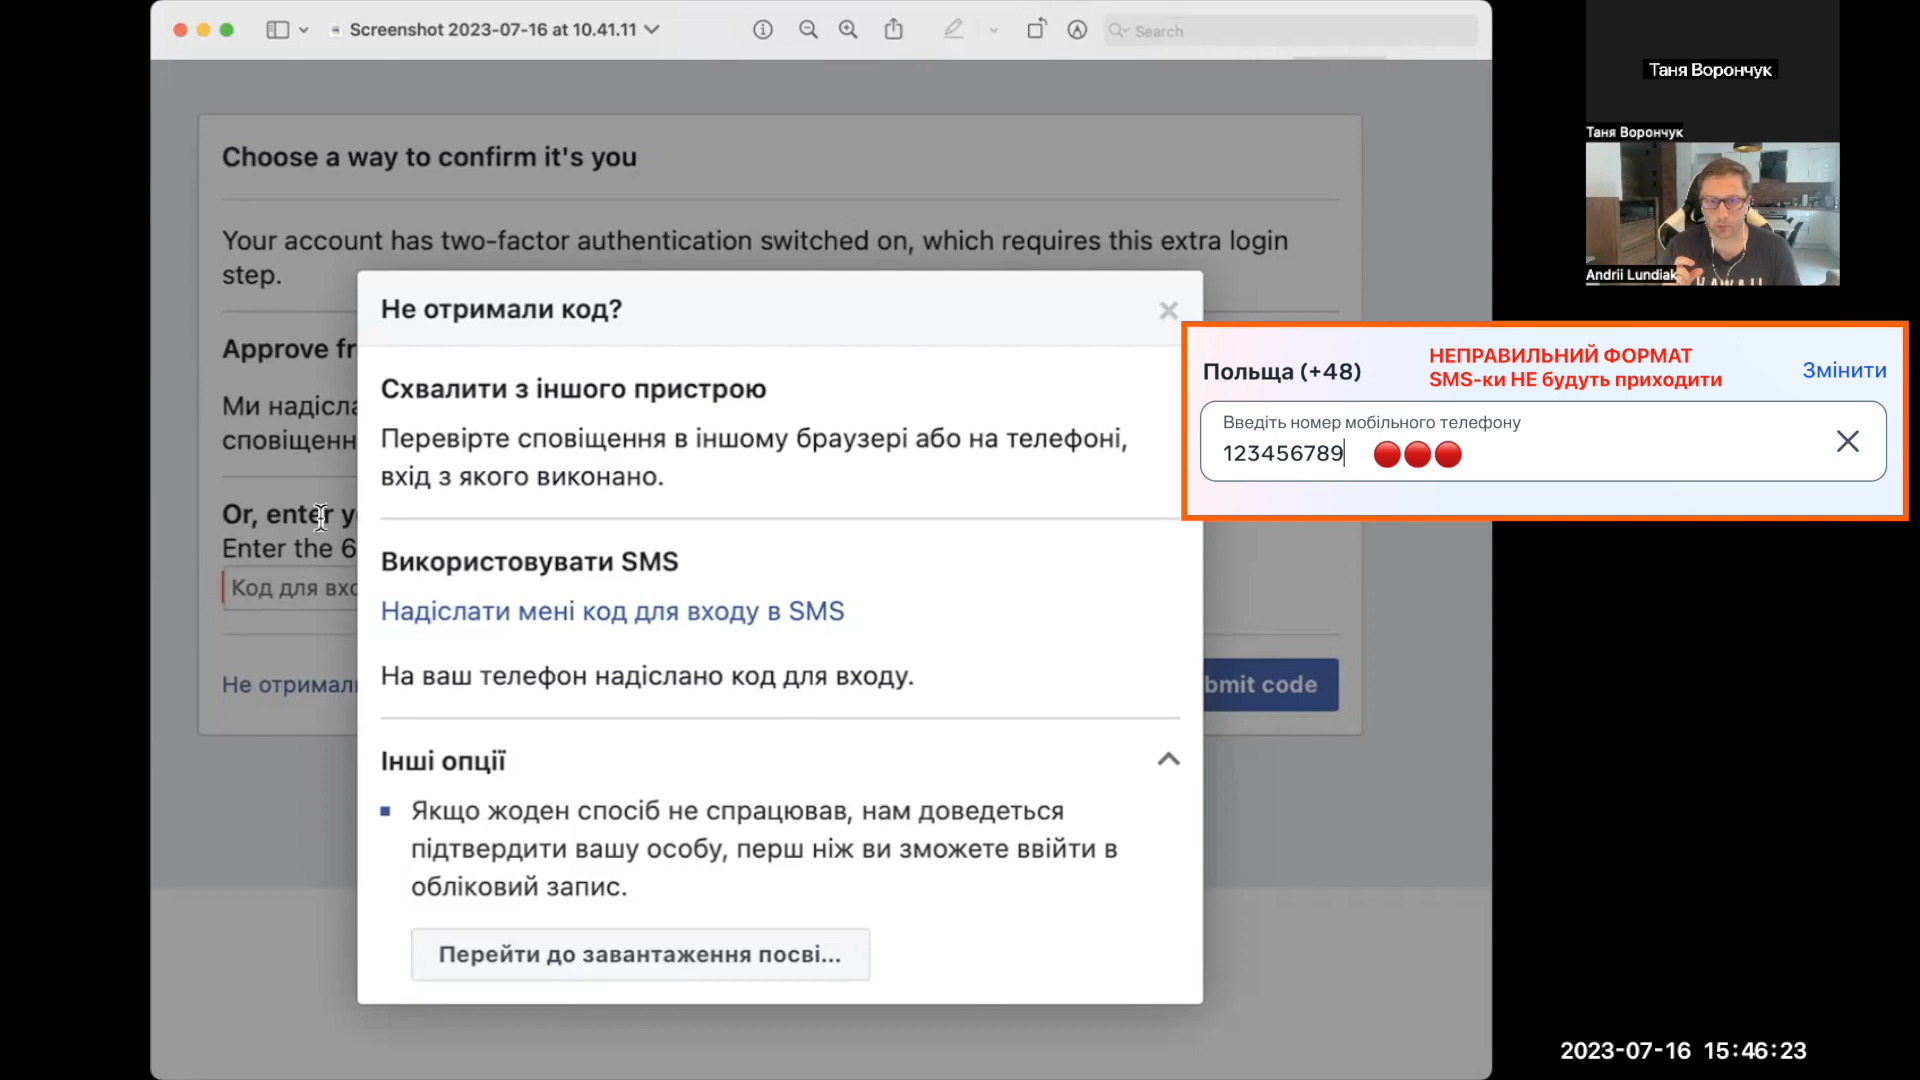 Screenshot 2023-07-16 at 10.41.11
Search
Choose a way to confirm it's you
Your account has two-factor authentication switched on, which requires this extra login
step.
Approve fr
Ми надісла
сповіщенн
Or, enter y
Enter the 6
Код для вхо
Не отримал
bmit code
Не отримали код?
Схвалити з іншого пристрою
Перевірте сповіщення в іншому браузері або на телефоні,
вхід з якого виконано.
Використовувати SMS
Надіслати мені код для входу в SMS
На ваш телефон надіслано код для входу.
Інші опції
Якщо жоден спосіб не спрацював, нам доведеться
підтвердити вашу особу, перш ніж ви зможете ввійти в
обліковий запис.
Перейти до завантаження посві...
Таня Ворончук
Таня Ворончук
Andrii Lundiak
HAWAII
Польща (+48)
НЕПРАВИЛЬНИЙ ФОРМАТ
SMS-ки НЕ будуть приходити
Змінити
Введіть номер мобільного телефону
123456789
2023-07-16 15:46:23